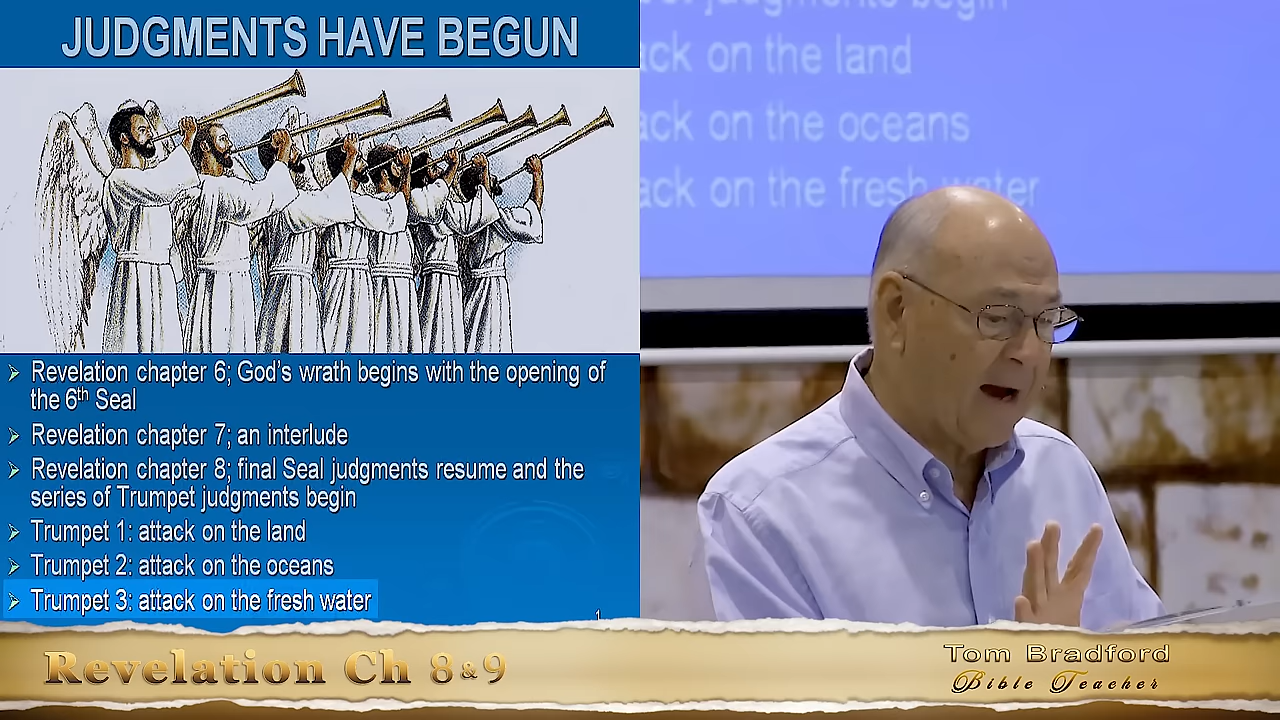 JUDGMENTS HAVE BEGUN
➢ Revelation chapter 6; God's wrath begins with the opening of
the 6th Seal
➢ Revelation chapter 7; an interlude
➢ Revelation chapter 8; final Seal judgments resume and the
series of Trumpet judgments begin
➢ Trumpet 1: attack on the land
➢ Trumpet 2: attack on the oceans
➢ Trumpet 3: attack on the fresh water
1
judgments begin
ack on the land
ack on the oceans
ack on the fresh water
Revelation Ch 8&9
Tom Bradford
Bible Teacher